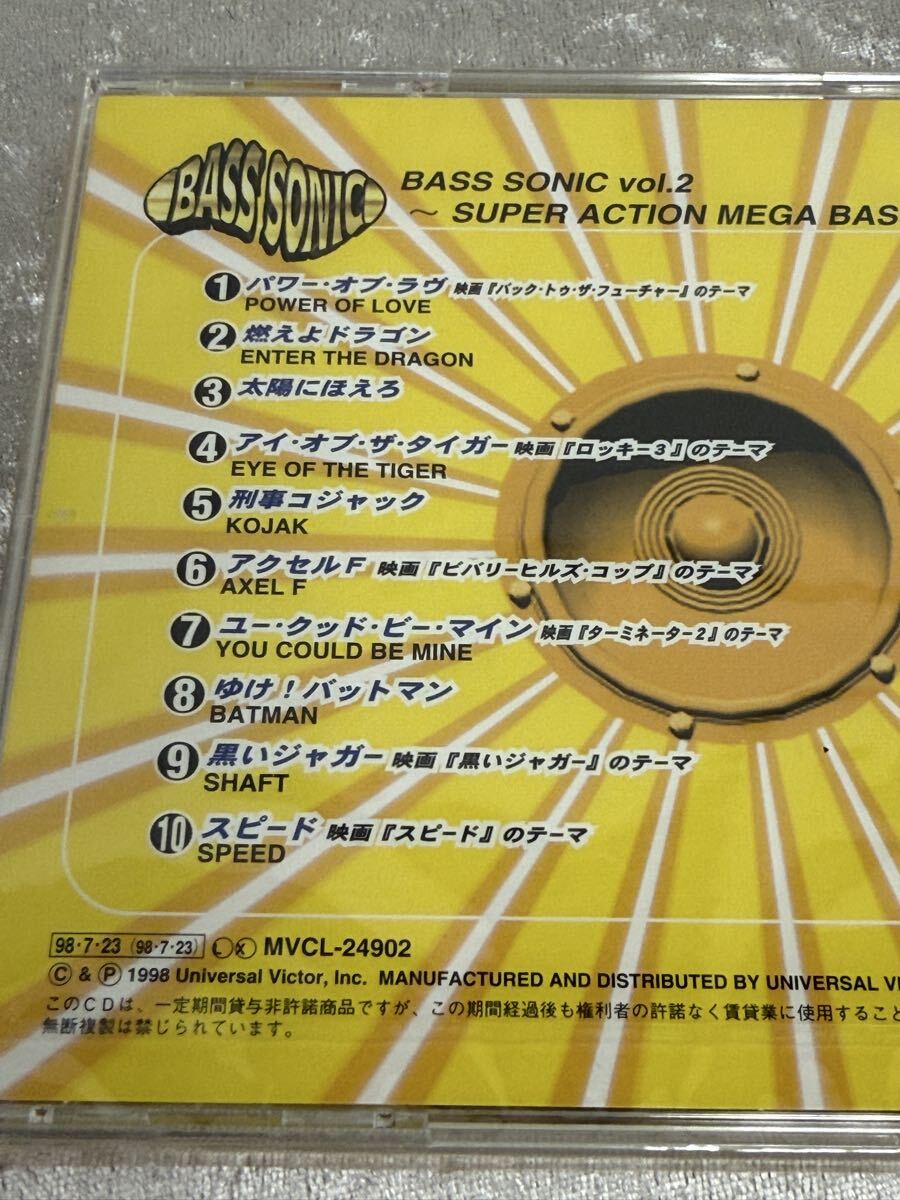 BASS SONIC
BASS SONIC vol.2
～ SUPER ACTION MEGA BAS
1 パワー・オブ・ラヴ 映画『バック・トゥ・ザ・フューチャー』のテーマ
POWER OF LOVE
2 燃えよドラゴン
ENTER THE DRAGON
3 太陽にほえろ
4 アイ・オブ・ザ・タイガー 映画『ロッキー3』のテーマ
EYE OF THE TIGER
5 刑事コジャック
KOJAK
6 アクセルF 映画『ビバリーヒルズ・コップ』のテーマ
AXEL F
7 ユー・クッド・ビー・マイン 映画『ターミネーター2』のテーマ
YOU COULD BE MINE
8 ゆけ！バットマン
BATMAN
9 黒いジャガー 映画『黒いジャガー』のテーマ
SHAFT
10 スピード 映画『スピード』のテーマ
SPEED
98・7・23 (98・7・23) L X MVCL-24902
© & ℗ 1998 Universal Victor, Inc. MANUFACTURED AND DISTRIBUTED BY UNIVERSAL VI
このCDは、一定期間貸与非許諾商品ですが、この期間経過後も権利者の許諾なく賃貸業に使用すること
無断複製は禁じられています。